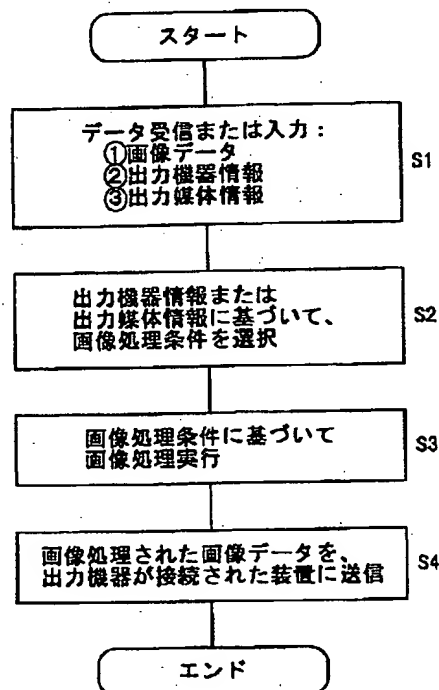 スタート
データ受信または入力：
①画像データ
②出力機器情報
③出力媒体情報
S1
出力機器情報または
出力媒体情報に基づいて、
画像処理条件を選択
S2
画像処理条件に基づいて
画像処理実行
S3
画像処理された画像データを、
出力機器が接続された装置に送信
S4
エンド